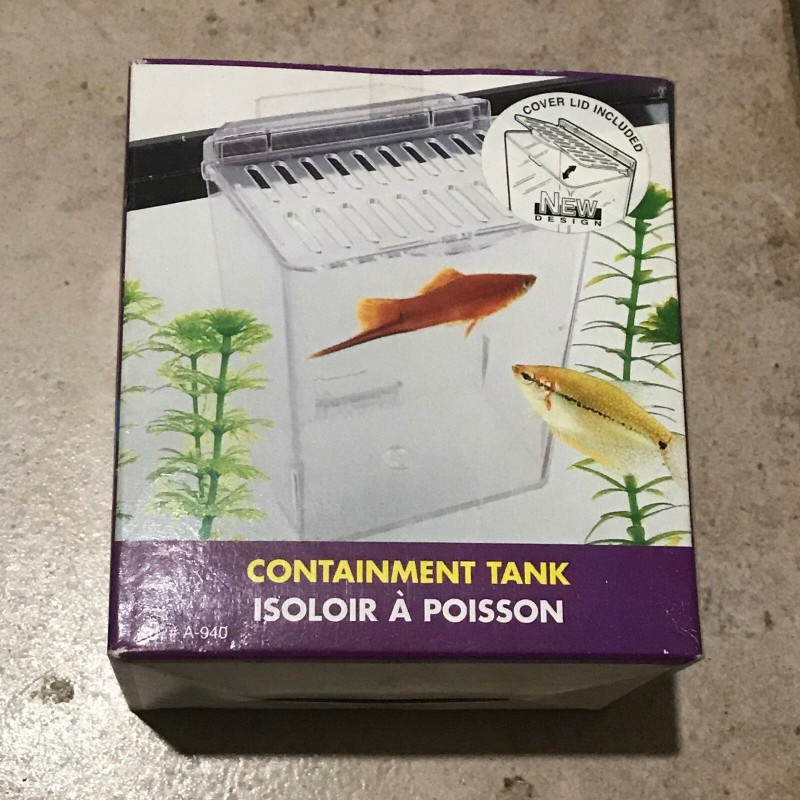 COVER LID INCLUDED
NEW
DESIGN
CONTAINMENT TANK
ISOLOIR À POISSON
# A-940